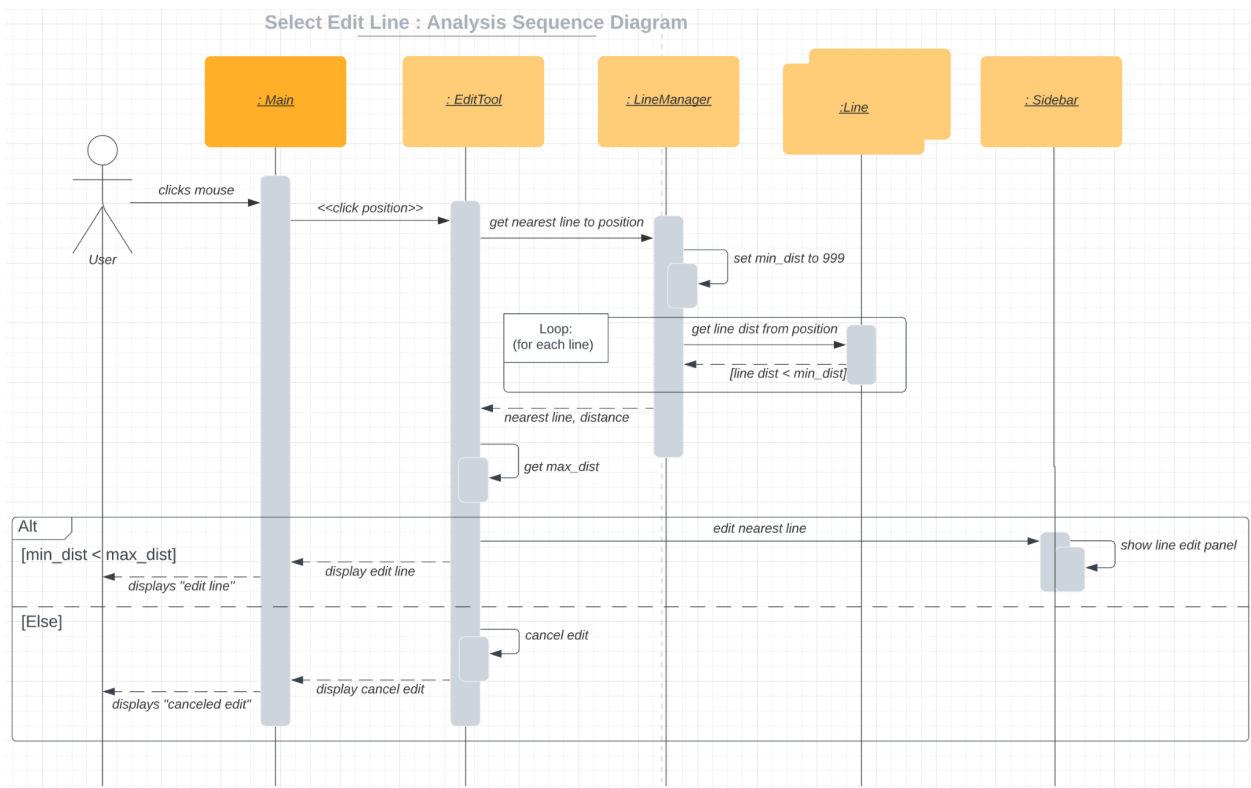 Select Edit Line : Analysis Sequence Diagram
: Main
: EditTool
: LineManager
:Line
: Sidebar
clicks mouse
<<click position>>
get nearest line to position
User
set min_dist to 999
Loop:
(for each line)
get line dist from position
[line dist < min_dist]
nearest line, distance
get max_dist
Alt
edit nearest line
[min_dist < max_dist]
show line edit panel
display edit line
displays "edit line"
[Else]
cancel edit
display cancel edit
displays "canceled edit"